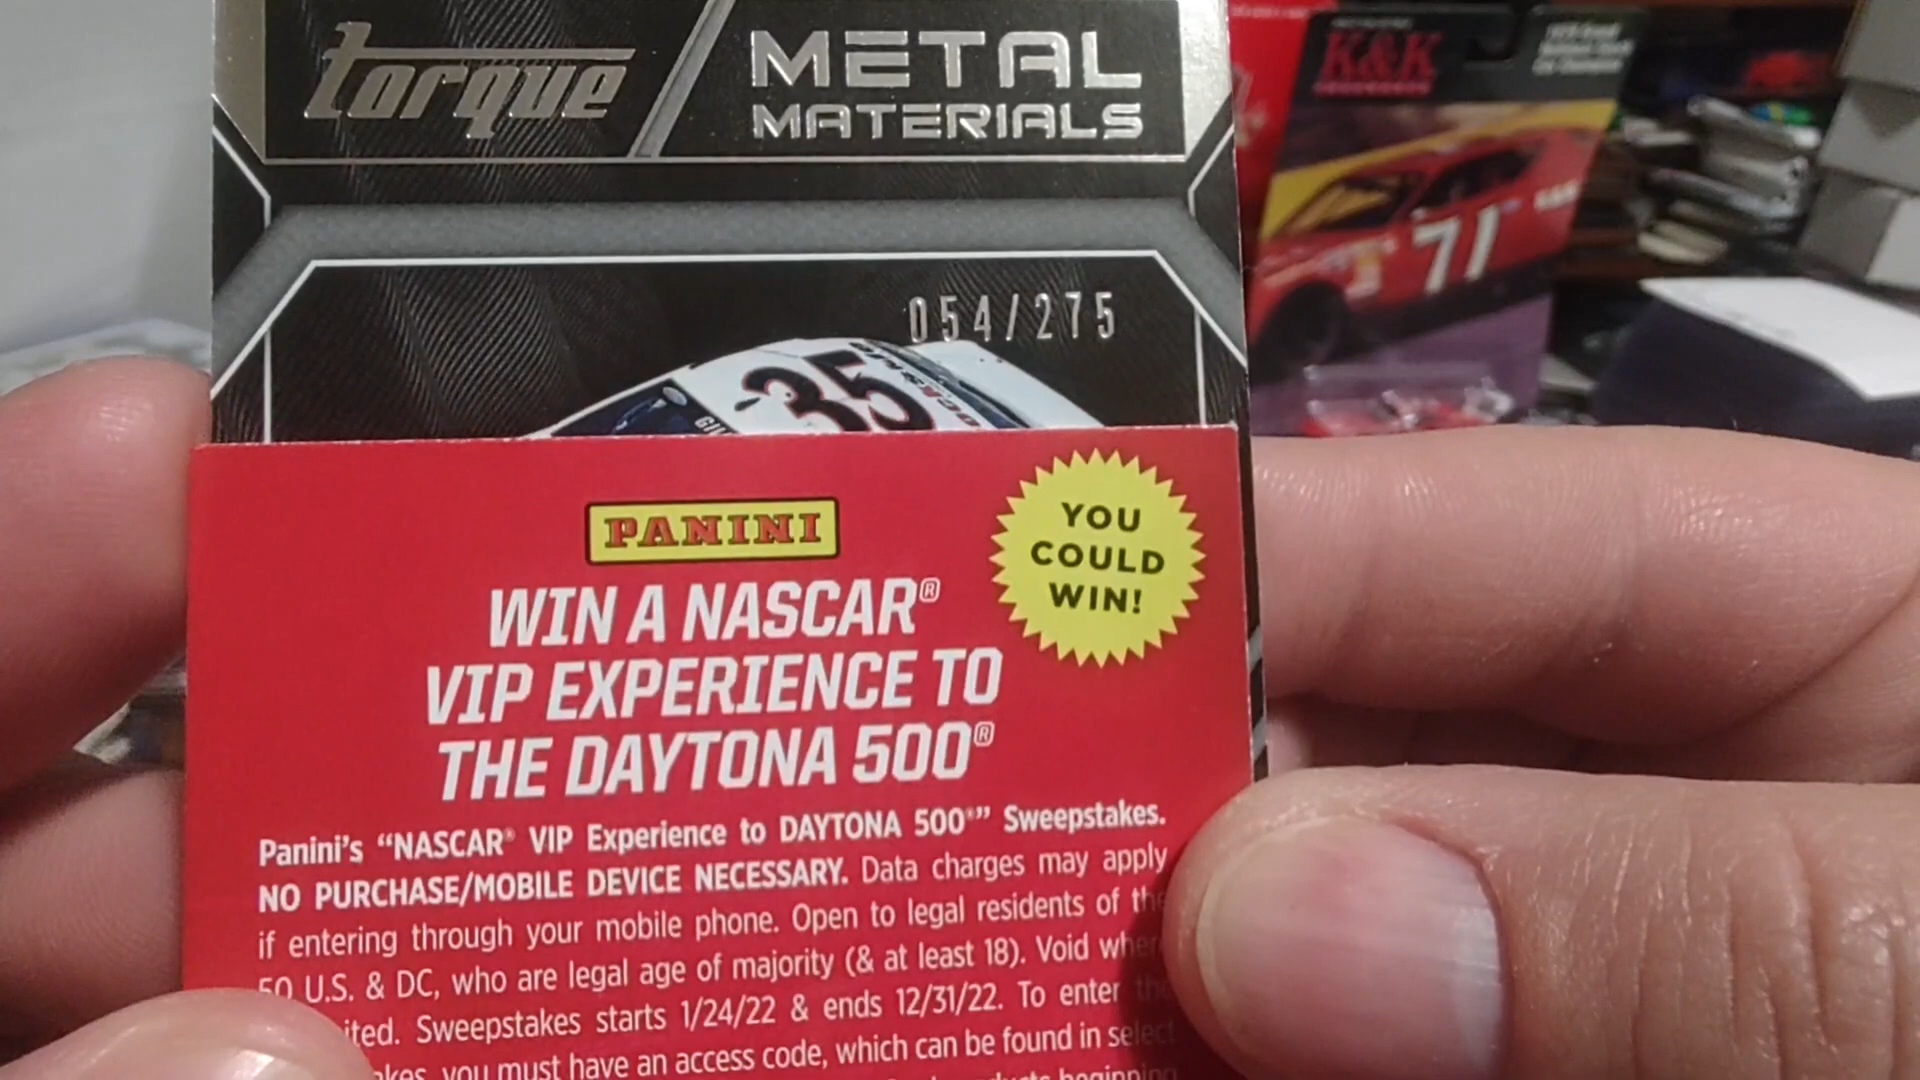 torque
METAL
MATERIALS
054/275
35
PANINI
YOU
COULD
WIN!
WIN A NASCAR®
VIP EXPERIENCE TO
THE DAYTONA 500®
Panini's “NASCAR® VIP Experience to DAYTONA 500®” Sweepstakes.
NO PURCHASE/MOBILE DEVICE NECESSARY. Data charges may apply
if entering through your mobile phone. Open to legal residents of the
50 U.S. & DC, who are legal age of majority (& at least 18). Void where
Sweepstakes starts 1/24/22 & ends 12/31/22. To enter the
you must have an access code, which can be found in select
beginning
K&K
71